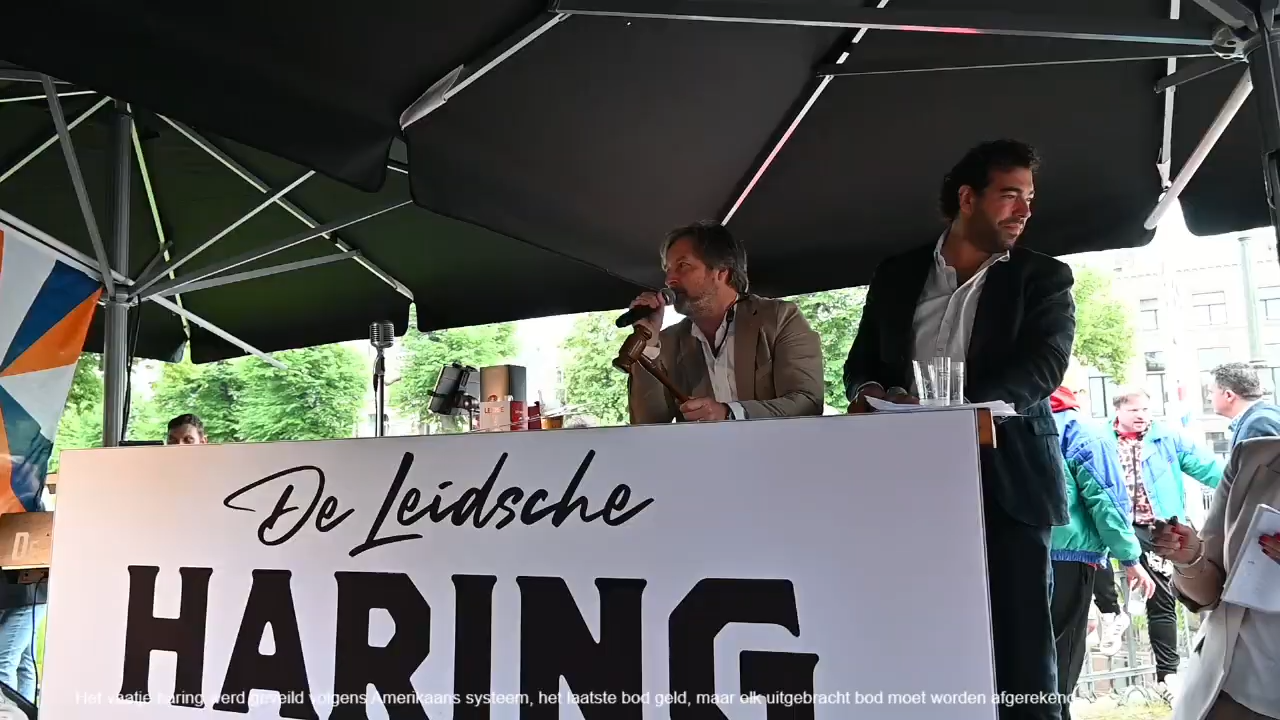 De Leidsche
HARING
Het vaatje haring werd geveild volgens Amerikaans systeem, het laatste bod geld, maar elk uitgebracht bod moet worden afgerekend